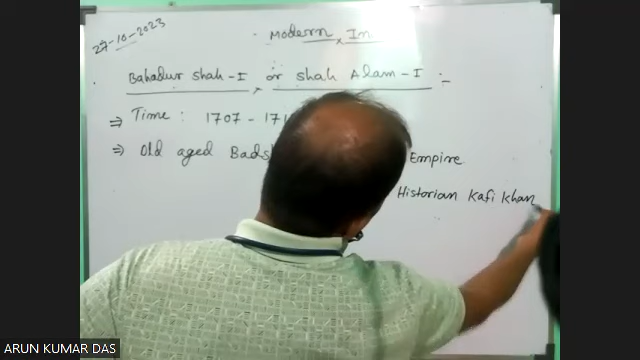 27-10-2023
Modern In
Bahadur Shah-I, or Shah Alam-I :-
⇒ Time : 1707 - 171
⇒ Old aged Bads Empire
Historian Kafi Khan
ARUN KUMAR DAS